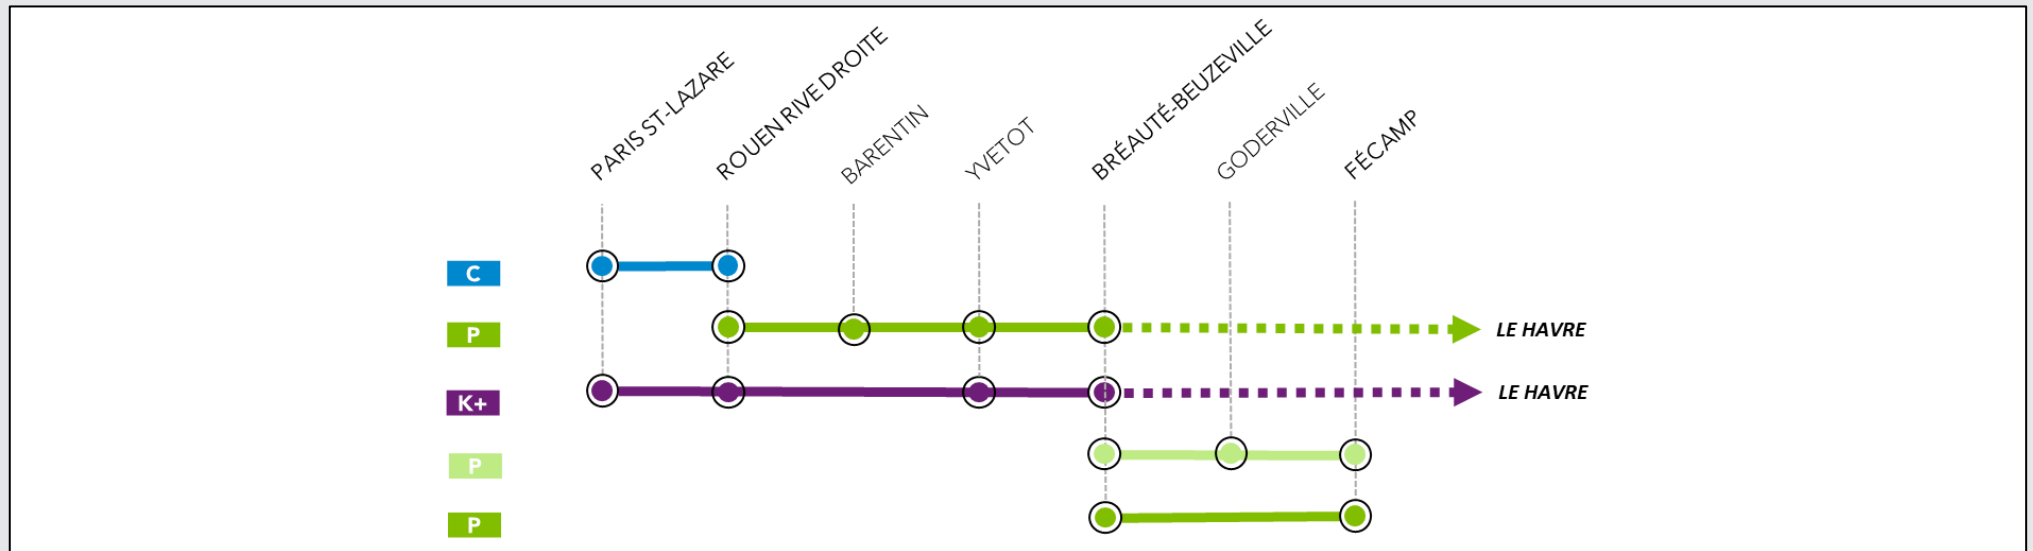 PARIS ST-LAZARE
ROUEN RIVE DROITE
BARENTIN
YVETOT
BRÉAUTÉ-BEUZEVILLE
GODERVILLE
FÉCAMP
C
P
LE HAVRE
K+
LE HAVRE
P
P